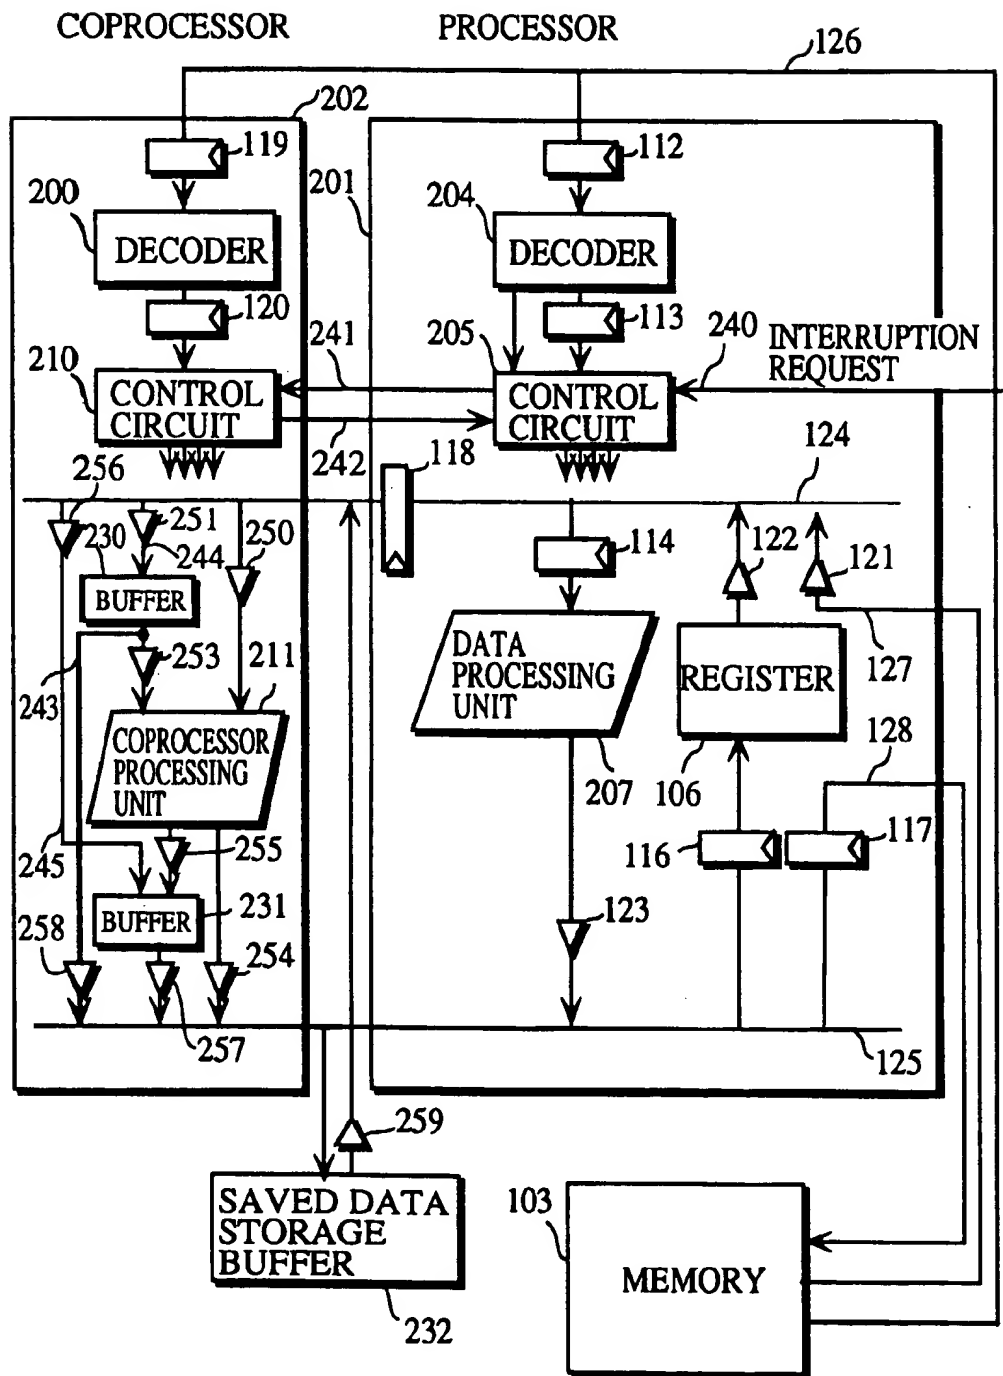 COPROCESSOR
PROCESSOR
126
202
119
112
200
201
204
DECODER
DECODER
120
113
240
INTERRUPTION
REQUEST
241
205
210
CONTROL
CIRCUIT
CONTROL
CIRCUIT
242
118
124
256
251
250
230
244
114
122
121
BUFFER
253
211
DATA
PROCESSING
UNIT
REGISTER
127
243
COPROCESSOR
PROCESSING
UNIT
207
106
128
245
255
116
117
BUFFER
231
123
258
254
257
125
259
SAVED DATA
STORAGE
BUFFER
103
MEMORY
232